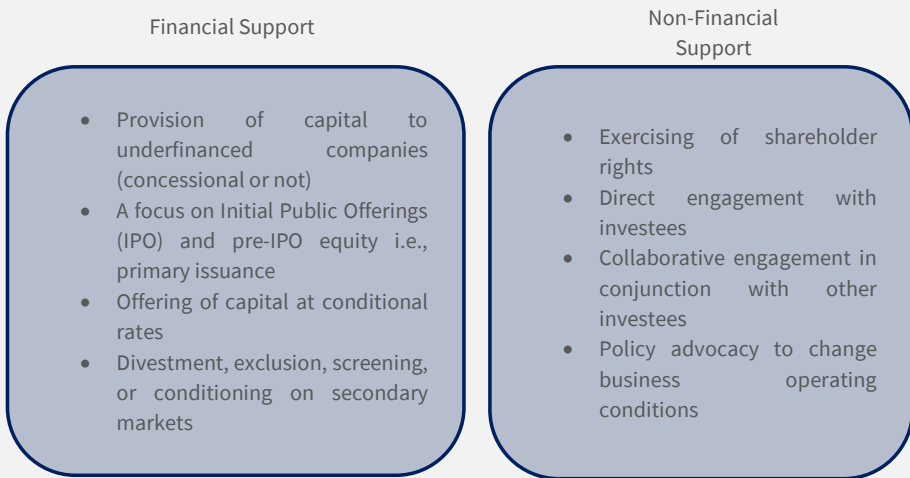 Financial Support
• Provision of capital to
underfinanced companies
(concessional or not)
• A focus on Initial Public Offerings
(IPO) and pre-IPO equity i.e.,
primary issuance
• Offering of capital at conditional
rates
• Divestment, exclusion, screening,
or conditioning on secondary
markets
Non-Financial
Support
• Exercising of shareholder
rights
• Direct engagement with
investees
• Collaborative engagement in
conjunction with other
investees
• Policy advocacy to change
business operating
conditions